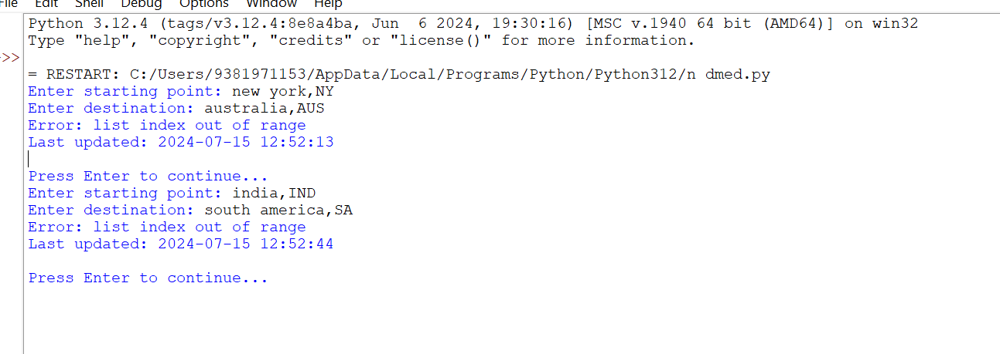 File Edit Shell Debug Options Window Help
Python 3.12.4 (tags/v3.12.4:8e8a4ba, Jun  6 2024, 19:30:16) [MSC v.1940 64 bit (AMD64)] on win32
Type "help", "copyright", "credits" or "license()" for more information.
>>>
= RESTART: C:/Users/9381971153/AppData/Local/Programs/Python/Python312/n dmed.py
Enter starting point: new york,NY
Enter destination: australia,AUS
Error: list index out of range
Last updated: 2024-07-15 12:52:13
Press Enter to continue...
Enter starting point: india,IND
Enter destination: south america,SA
Error: list index out of range
Last updated: 2024-07-15 12:52:44
Press Enter to continue...